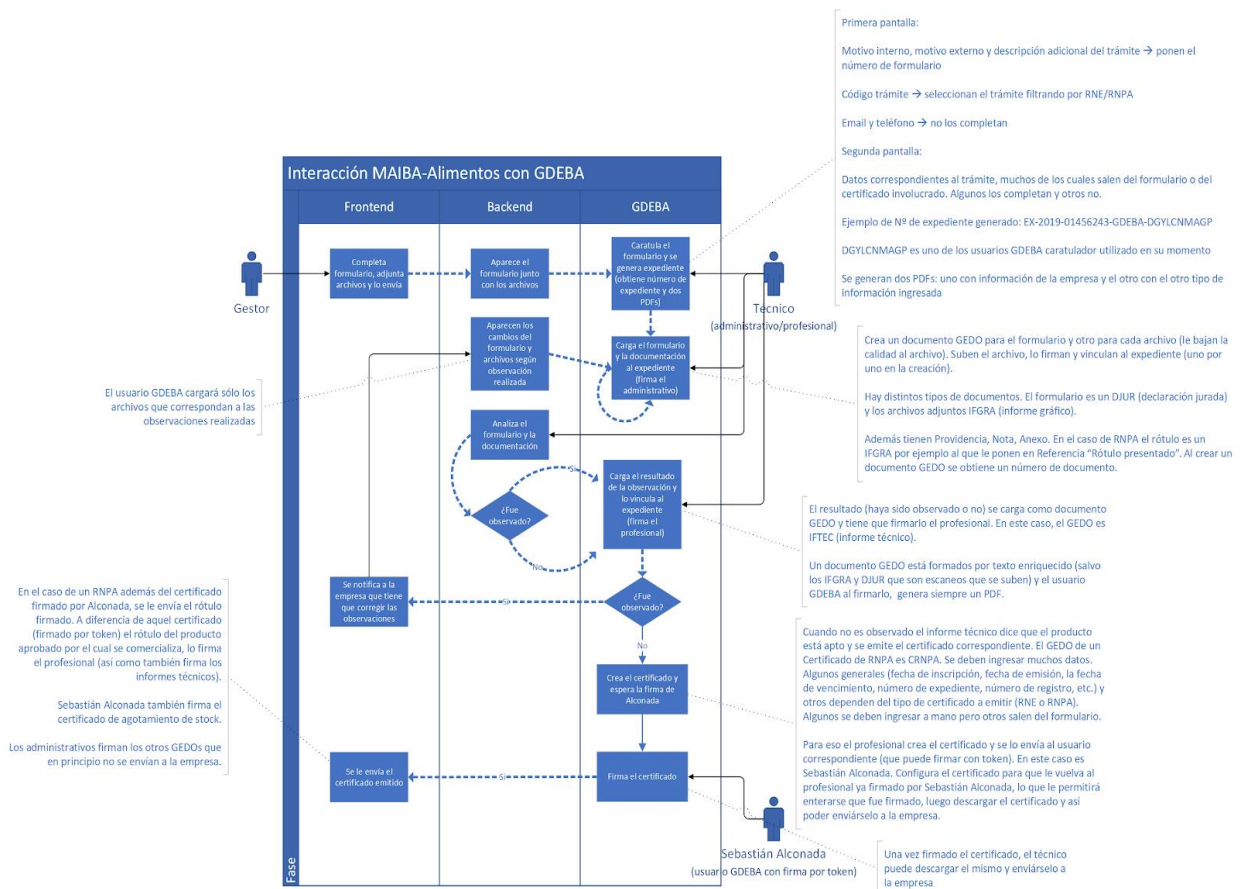 Primera pantalla:
Motivo interno, motivo externo y descripción adicional del trámite → ponen el
número de formulario
Código trámite → seleccionan el trámite filtrando por RNE/RNPA
Email y teléfono → no los completan
Segunda pantalla:
Datos correspondientes al trámite, muchos de los cuales salen del formulario o del
certificado involucrado. Algunos los completan y otros no.
Ejemplo de Nº de expediente generado: EX-2019-01456243-GDEBA-DGYLCNMAGP
DGYLCNMAGP es uno de los usuarios GDEBA caratulador utilizado en su momento
Se generan dos PDFs: uno con información de la empresa y el otro con el otro tipo de
información ingresada
Interacción MAIBA-Alimentos con GDEBA
Frontend
Backend
GDEBA
Gestor
Completa
formulario, adjunta
archivos y lo envía
Aparece el
formulario junto
con los archivos
Caratula el
formulario y se
genera expediente
(obtiene número de
expediente y dos
PDFs)
Técnico
(administrativo/profesional)
Aparecen los
cambios del
formulario y
archivos según
observación
realizada
Carga el formulario
y la documentación
al expediente
(firma el
administrativo)
Crea un documento GEDO para el formulario y otro para cada archivo (le bajan la
calidad al archivo). Suben el archivo, lo firman y vinculan al expediente (uno por
uno en la creación).
Hay distintos tipos de documentos. El formulario es un DJUR (declaración jurada)
y los archivos adjuntos IFGRA (informe gráfico).
Además tienen Providencia, Nota, Anexo. En el caso de RNPA el rótulo es un
IFGRA por ejemplo al que le ponen en Referencia “Rótulo presentado”. Al crear un
documento GEDO se obtiene un número de documento.
El usuario GDEBA cargará sólo los
archivos que correspondan a las
observaciones realizadas
Analiza el
formulario y la
documentación
Si
¿Fue
observado?
No
Carga el resultado
de la observación y
lo vincula al
expediente
(firma el
profesional)
El resultado (haya sido observado o no) se carga como documento
GEDO y tiene que firmarlo el profesional. En este caso, el GEDO es
IFTEC (informe técnico).
Un documento GEDO está formados por texto enriquecido (salvo
los IFGRA y DJUR que son escaneos que se suben) y el usuario
GDEBA al firmarlo, genera siempre un PDF.
Se notifica a la
empresa que tiene
que corregir las
observaciones
Si
¿Fue
observado?
No
En el caso de un RNPA además del certificado
firmado por Alconada, se le envía el rótulo
firmado. A diferencia de aquel certificado
(firmado por token) el rótulo del producto
aprobado por el cual se comercializa, lo firma
el profesional (así como también firma los
informes técnicos).
Sebastián Alconada también firma el
certificado de agotamiento de stock.
Los administrativos firman los otros GEDOs que
en principio no se envían a la empresa.
Crea el certificado y
espera la firma de
Alconada
Cuando no es observado el informe técnico dice que el producto
está apto y se emite el certificado correspondiente. El GEDO de un
Certificado de RNPA es CRNPA. Se deben ingresar muchos datos.
Algunos generales (fecha de inscripción, fecha de emisión, la fecha
de vencimiento, número de expediente, número de registro, etc.) y
otros dependen del tipo de certificado a emitir (RNE o RNPA).
Algunos se deben ingresar a mano pero otros salen del formulario.
Para eso el profesional crea el certificado y se lo envía al usuario
correspondiente (que puede firmar con token). En este caso es
Sebastián Alconada. Configura el certificado para que le vuelva al
profesional ya firmado por Sebastián Alconada, lo que le permitirá
enterarse que fue firmado, luego descargar el certificado y así
poder enviárselo a la empresa.
Se le envía el
certificado emitido
Si
Firma el certificado
Sebastián Alconada
(usuario GDEBA con firma por token)
Una vez firmado el certificado, el técnico
puede descargar el mismo y enviárselo a
la empresa
Fase